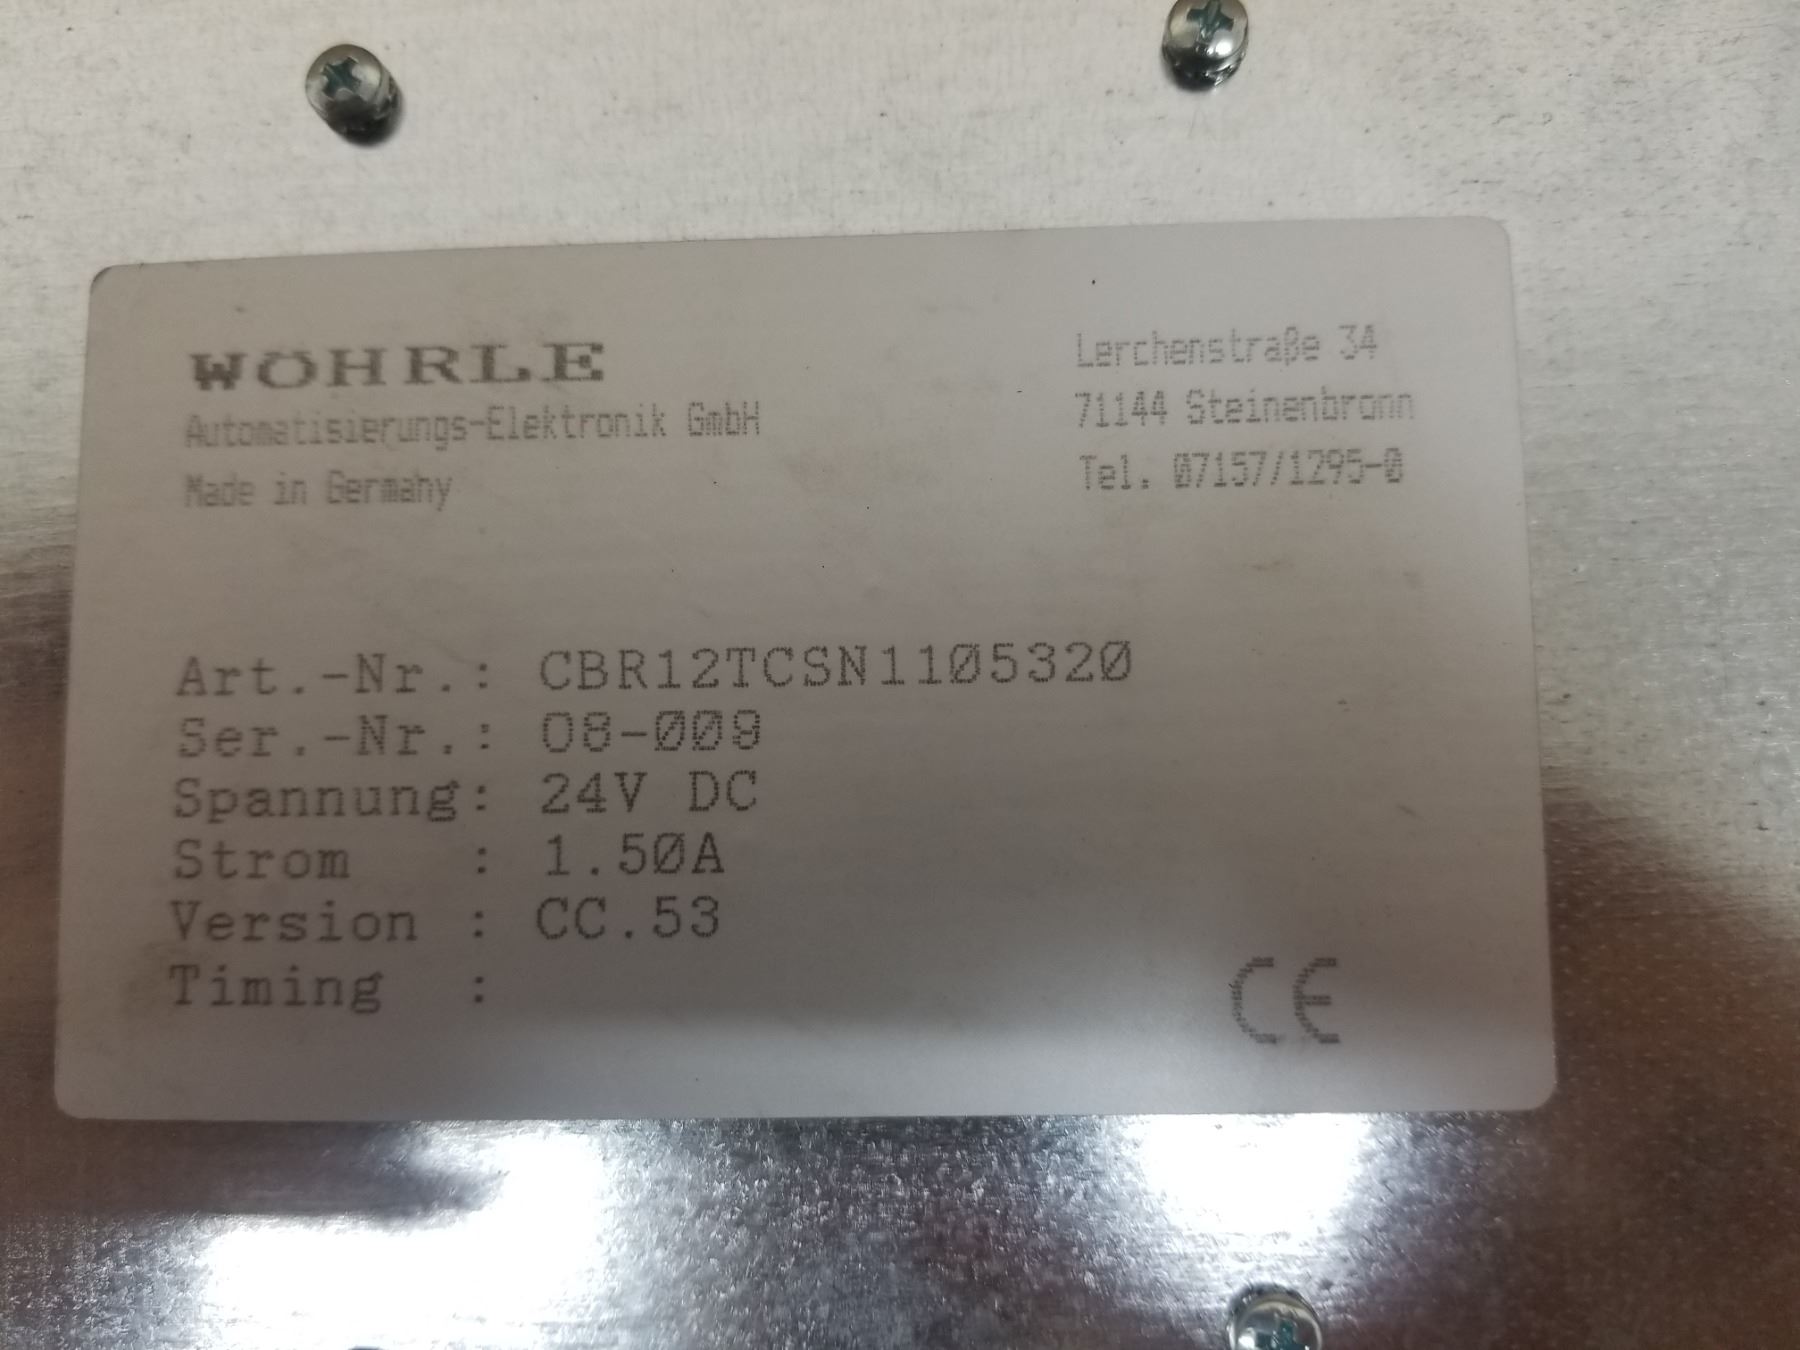 WÖHRLE
Automatisierungs-Elektronik GmbH
Made in Germany
Lerchenstraße 34
71144 Steinenbronn
Tel. 07157/1295-0
Art.-Nr.: CBR12TCSN1105320
Ser.-Nr.: 08-009
Spannung: 24V DC
Strom : 1.50A
Version : CC.53
Timing :
CE